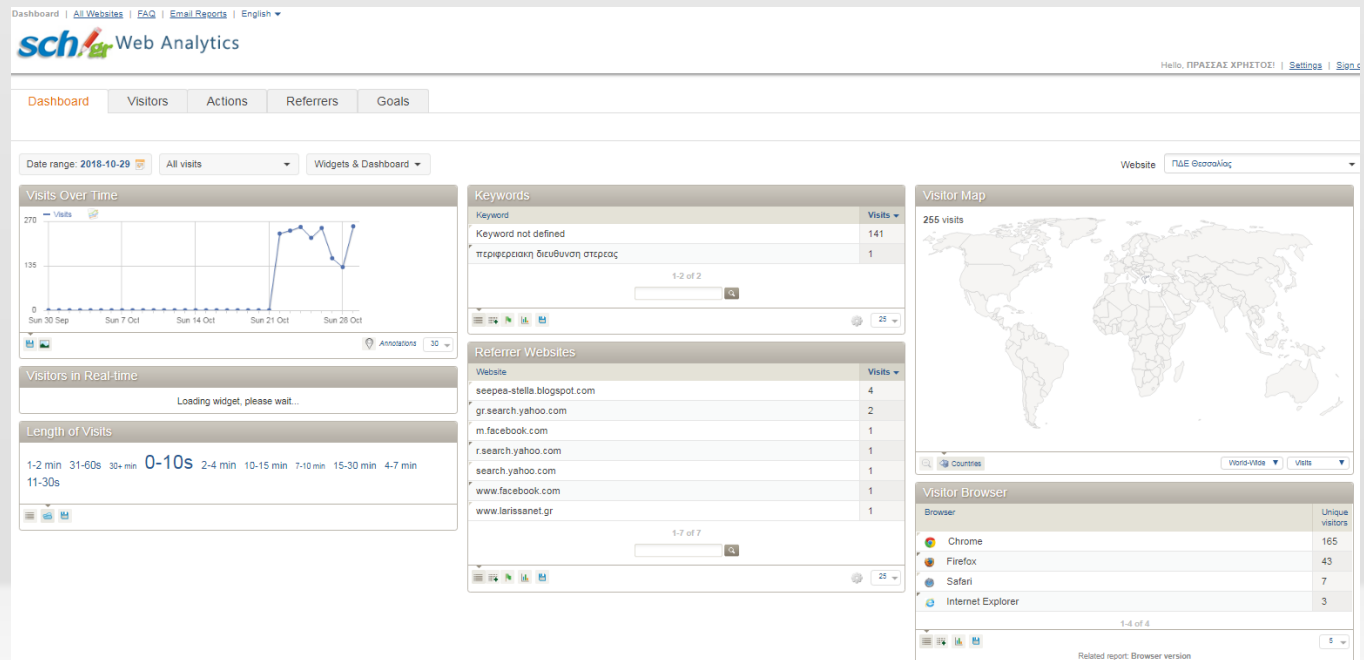 Dashboard | All Websites | FAQ | Email Reports | English
sch.gr Web Analytics
Hello, ΠΡΑΣΣΑΣ ΧΡΗΣΤΟΣ! | Settings | Sign
Dashboard Visitors Actions Referrers Goals
Date range: 2018-10-29 All visits Widgets & Dashboard Website ΠΔΕ Θεσσαλίας
Visits Over Time
Visits
270
135
0
Sun 30 Sep Sun 7 Oct Sun 14 Oct Sun 21 Oct Sun 28 Oct
Annotations 30
Visitors in Real-time
Loading widget, please wait...
Length of Visits
1-2 min 31-60s 30+ min 0-10s 2-4 min 10-15 min 7-10 min 15-30 min 4-7 min
11-30s
Keywords
Keyword Visits
Keyword not defined 141
περιφερειακη διευθυνση στερεας 1
1-2 of 2
25
Referrer Websites
Website Visits
seepea-stella.blogspot.com 4
gr.search.yahoo.com 2
m.facebook.com 1
r.search.yahoo.com 1
search.yahoo.com 1
www.facebook.com 1
www.larissanet.gr 1
1-7 of 7
25
Visitor Map
255 visits
Countries World-Wide Visits
Visitor Browser
Browser Unique
visitors
Chrome 165
Firefox 43
Safari 7
Internet Explorer 3
1-4 of 4
5
Related report: Browser version